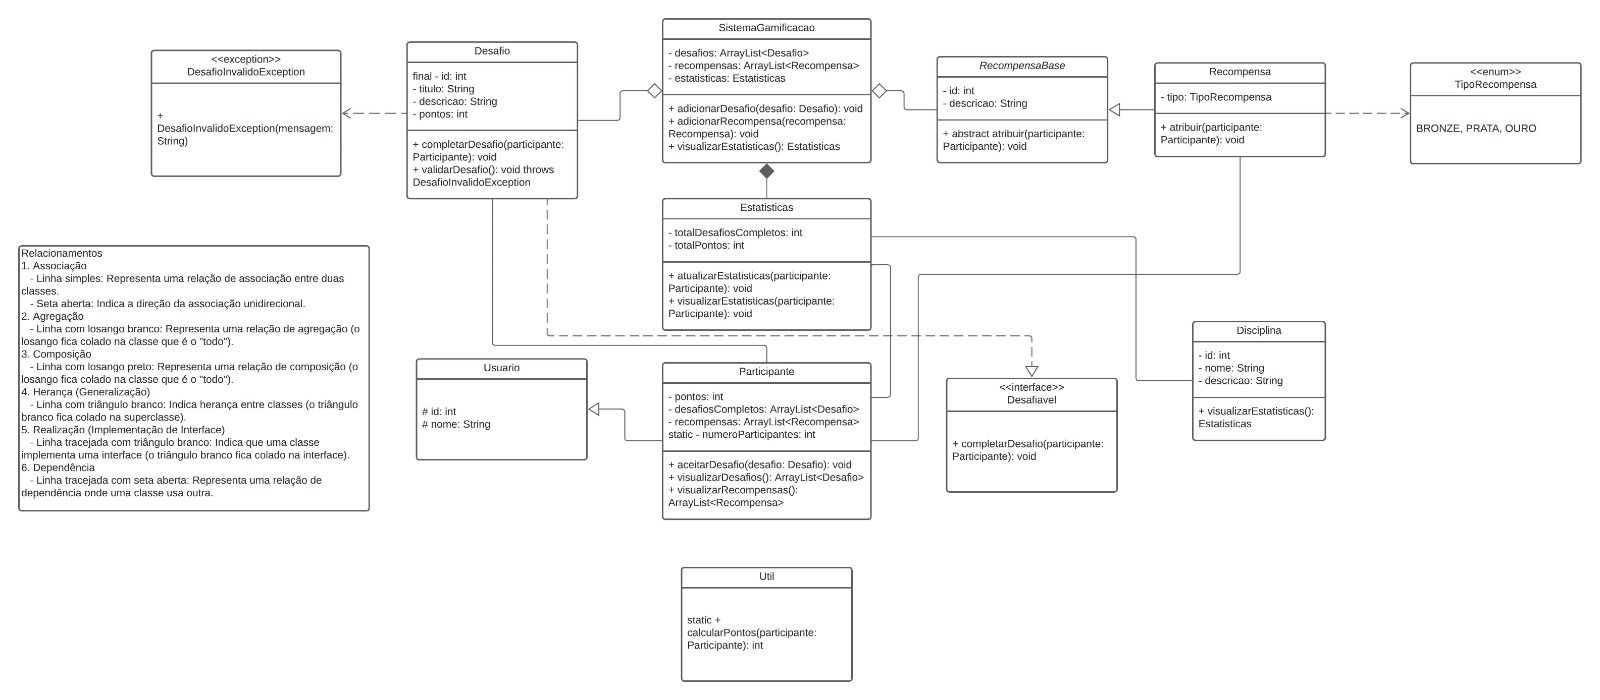 <<exception>>
DesafioInvalidoException
+
DesafioInvalidoException(mensagem:
String)
Desafio
final - id: int
- titulo: String
- descricao: String
- pontos: int
+ completarDesafio(participante:
Participante): void
+ validarDesafio(): void throws
DesafioInvalidoException
SistemaGamificacao
- desafios: ArrayList<Desafio>
- recompensas: ArrayList<Recompensa>
- estatisticas: Estatisticas
+ adicionarDesafio(desafio: Desafio): void
+ adicionarRecompensa(recompensa:
Recompensa): void
+ visualizarEstatisticas(): Estatisticas
RecompensaBase
- id: int
- descricao: String
+ abstract atribuir(participante:
Participante): void
Recompensa
- tipo: TipoRecompensa
+ atribuir(participante:
Participante): void
<<enum>>
TipoRecompensa
BRONZE, PRATA, OURO
Estatisticas
- totalDesafiosCompletos: int
- totalPontos: int
+ atualizarEstatisticas(participante:
Participante): void
+ visualizarEstatisticas(participante:
Participante): void
Relacionamentos
1. Associação
- Linha simples: Representa uma relação de associação entre duas
classes.
- Seta aberta: Indica a direção da associação unidirecional.
2. Agregação
- Linha com losango branco: Representa uma relação de agregação (o
losango fica colado na classe que é o "todo").
3. Composição
- Linha com losango preto: Representa uma relação de composição (o
losango fica colado na classe que é o "todo").
4. Herança (Generalização)
- Linha com triângulo branco: Indica herança entre classes (o triângulo
branco fica colado na superclasse).
5. Realização (Implementação de Interface)
- Linha tracejada com triângulo branco: Indica que uma classe
implementa uma interface (o triângulo branco fica colado na interface).
6. Dependência
- Linha tracejada com seta aberta: Representa uma relação de
dependência onde uma classe usa outra.
Usuario
# id: int
# nome: String
Participante
- pontos: int
- desafiosCompletos: ArrayList<Desafio>
- recompensas: ArrayList<Recompensa>
static - numeroParticipantes: int
+ aceitarDesafio(desafio: Desafio): void
+ visualizarDesafios(): ArrayList<Desafio>
+ visualizarRecompensas():
ArrayList<Recompensa>
<<interface>>
Desafiavel
+ completarDesafio(participante:
Participante): void
Disciplina
- id: int
- nome: String
- descricao: String
+ visualizarEstatisticas():
Estatisticas
Util
static +
calcularPontos(participante:
Participante): int